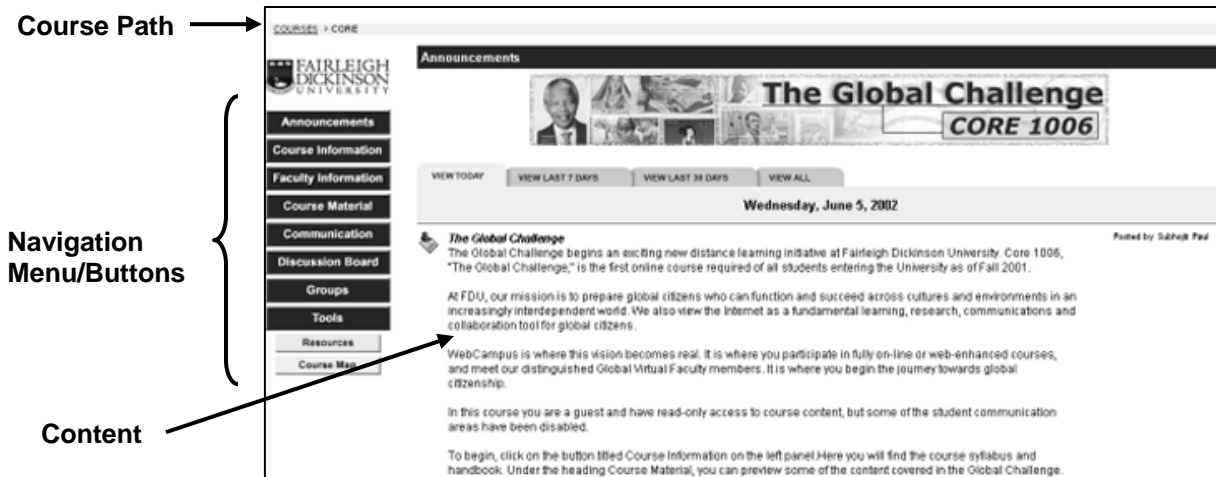 Course Path
COURSES > CORE
FAIRLEIGH
DICKINSON
UNIVERSITY
Announcements
The Global Challenge
CORE 1006
Navigation
Menu/Buttons
Announcements
Course Information
Faculty Information
Course Material
Communication
Discussion Board
Groups
Tools
Resources
Course Map
VIEW TODAY VIEW LAST 7 DAYS VIEW LAST 30 DAYS VIEW ALL
Wednesday, June 5, 2002
The Global Challenge Posted by Subhojit Paul
The Global Challenge begins an exciting new distance learning initiative at Fairleigh Dickinson University. Core 1006,
"The Global Challenge," is the first online course required of all students entering the University as of Fall 2001.
At FDU, our mission is to prepare global citizens who can function and succeed across cultures and environments in an
increasingly interdependent world. We also view the Internet as a fundamental learning, research, communications and
collaboration tool for global citizens.
WebCampus is where this vision becomes real. It is where you participate in fully on-line or web-enhanced courses,
and meet our distinguished Global Virtual Faculty members. It is where you begin the journey towards global
citizenship.
In this course you are a guest and have read-only access to course content, but some of the student communication
areas have been disabled.
To begin, click on the button titled Course Information on the left panel.Here you will find the course syllabus and
handbook. Under the heading Course Material, you can preview some of the content covered in the Global Challenge.
Content